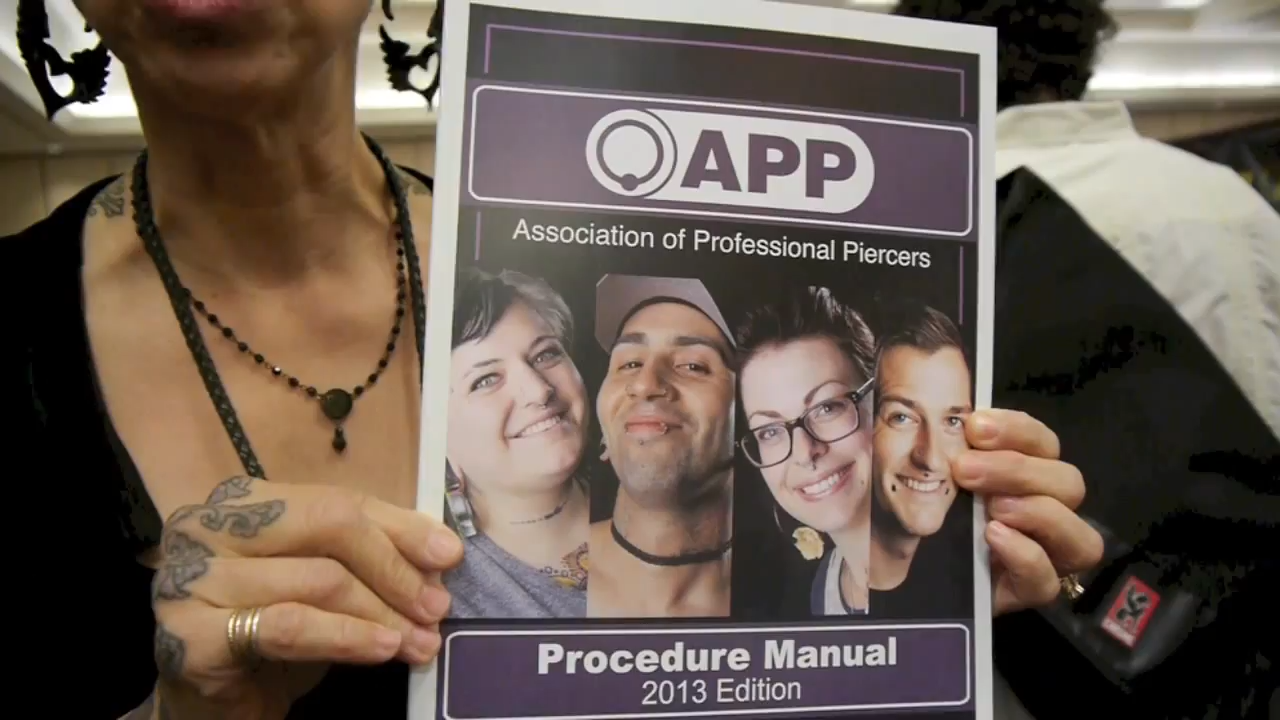 APP
Association of Professional Piercers
Procedure Manual
2013 Edition